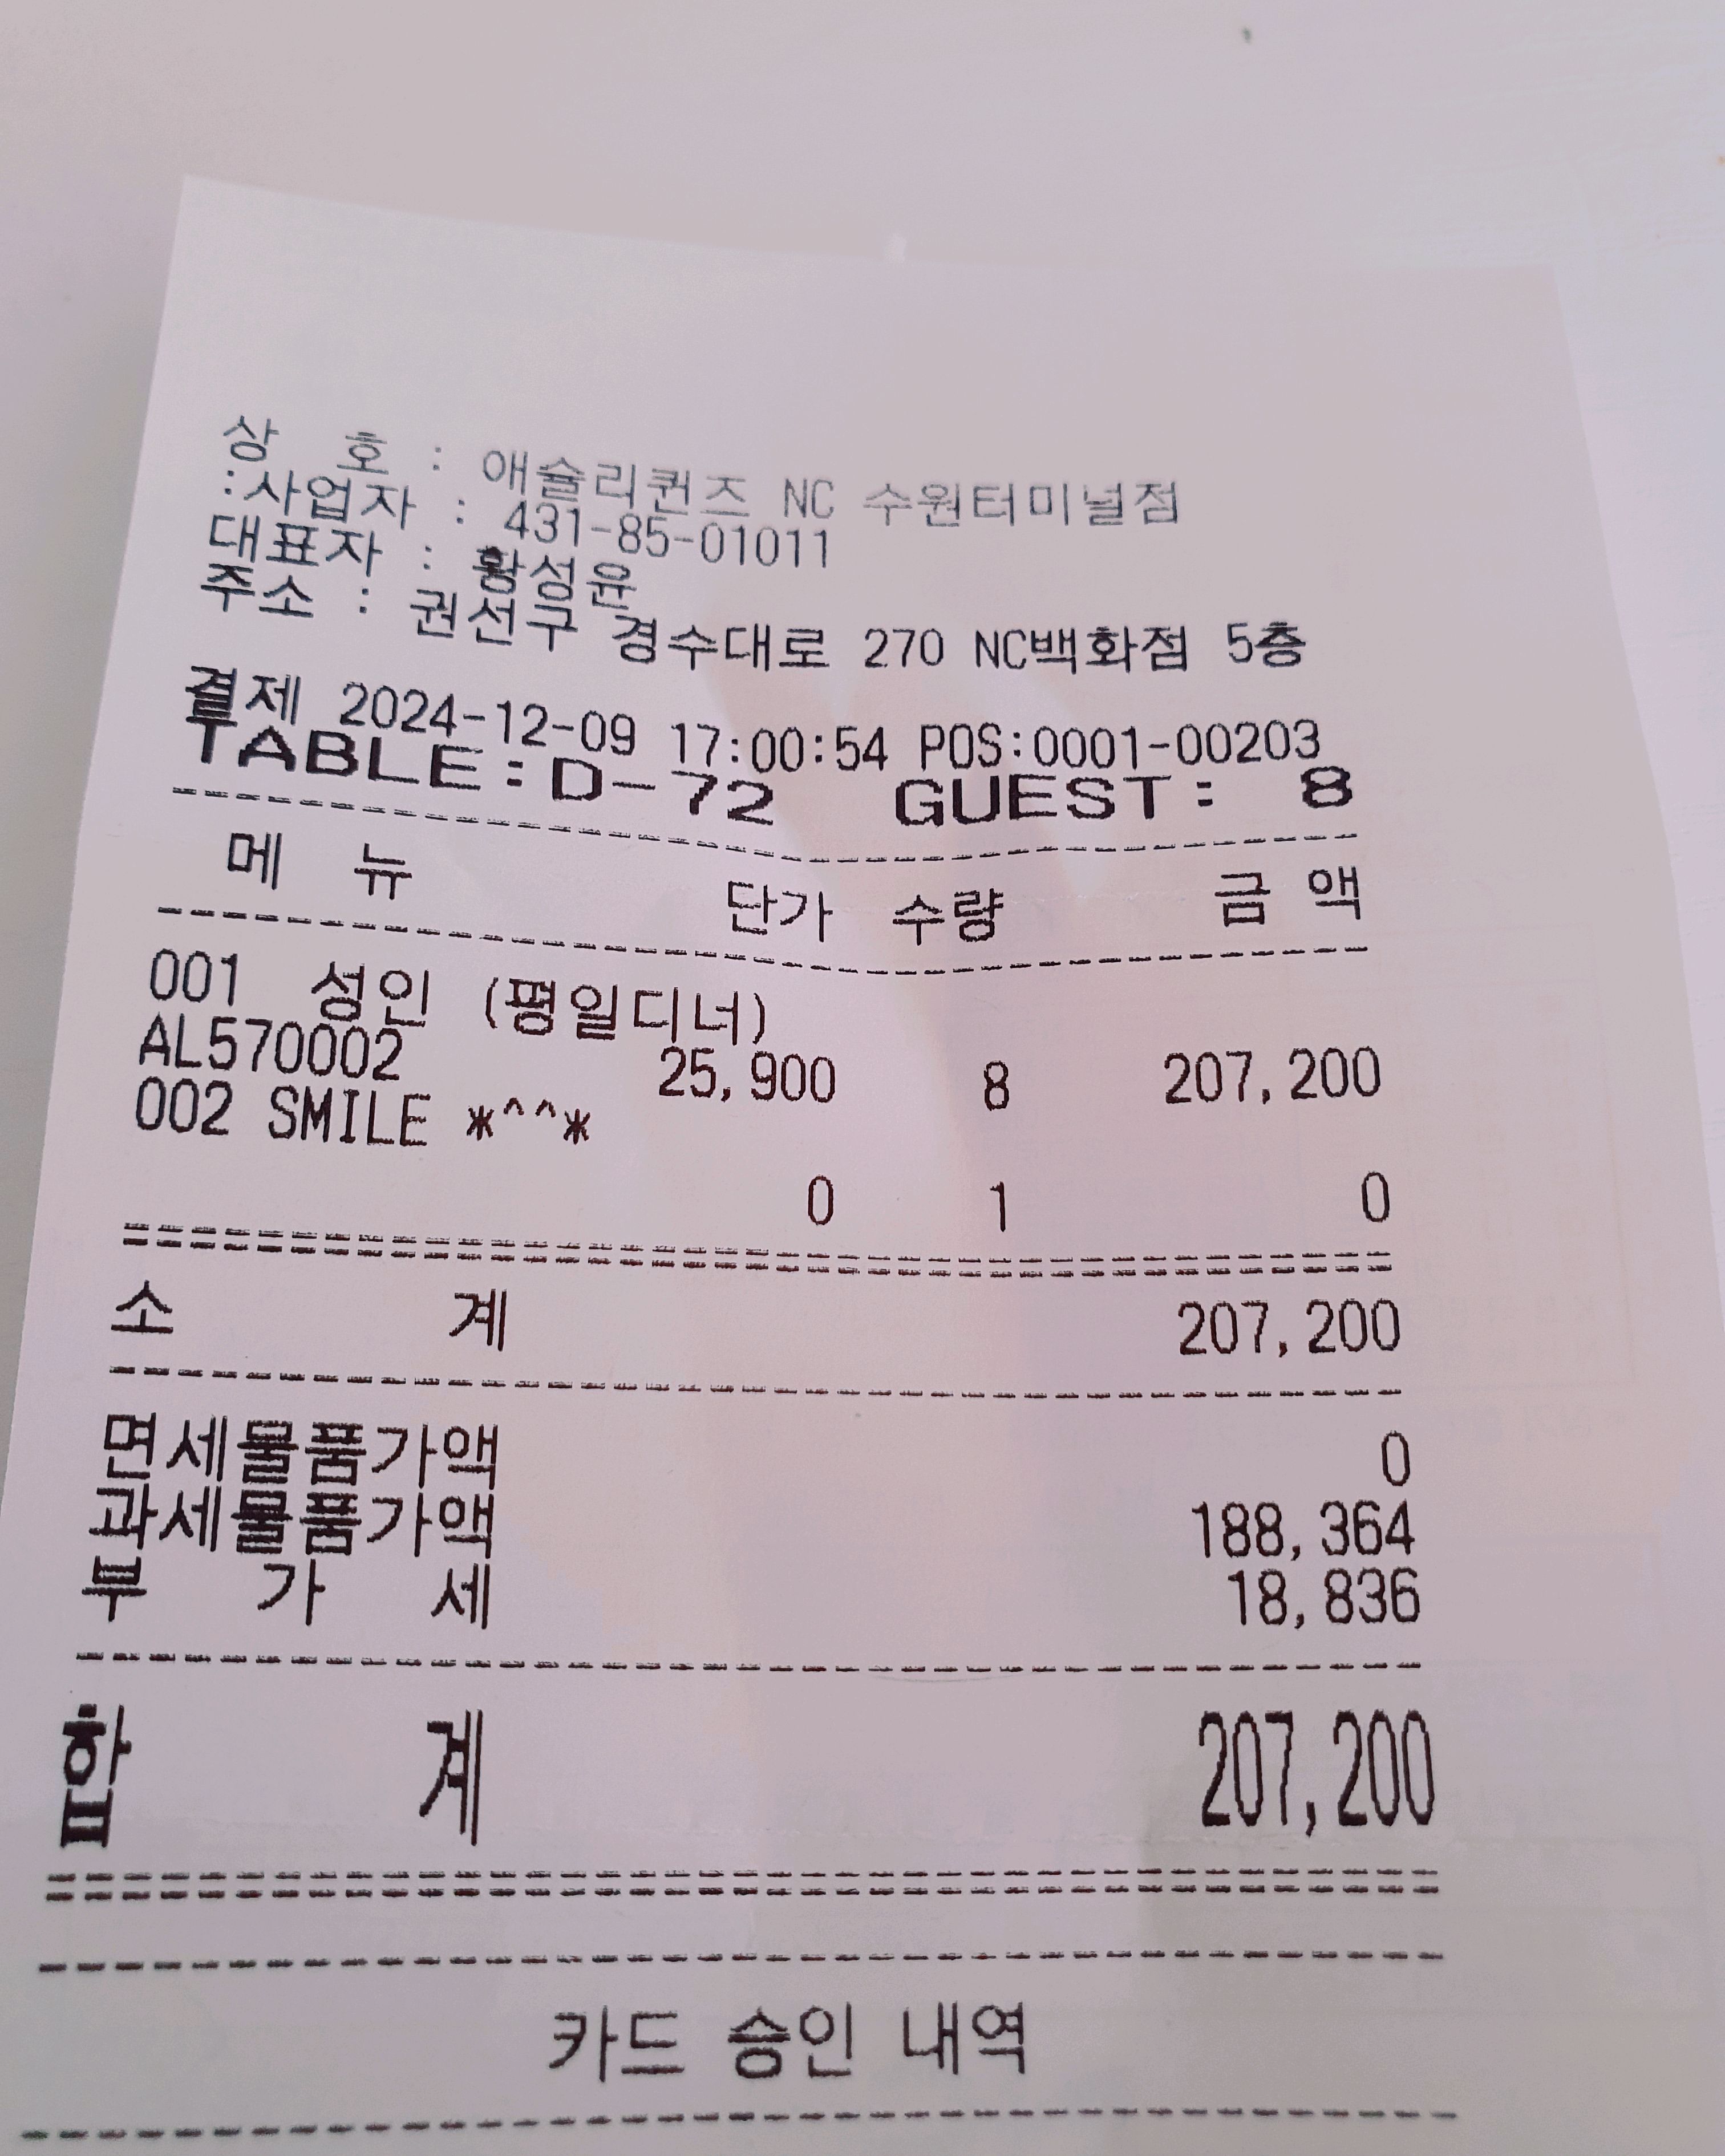 상 호 : 애슐리퀸즈 NC 수원터미널점
:사업자 : 431-85-01011
대표자 : 황성윤
주소 : 권선구 경수대로 270 NC백화점 5층
결제 2024-12-09 17:00:54 POS:0001-00203
TABLE:D-72 GUEST: 8
메 뉴 단가 수량 금 액
001 성인 (평일디너)
AL570002 25,900 8 207,200
002 SMILE *^^*
0 1 0
소 계 207,200
면세물품가액 0
과세물품가액 188,364
부 가 세 18,836
합 계 207,200
카드 승인 내역